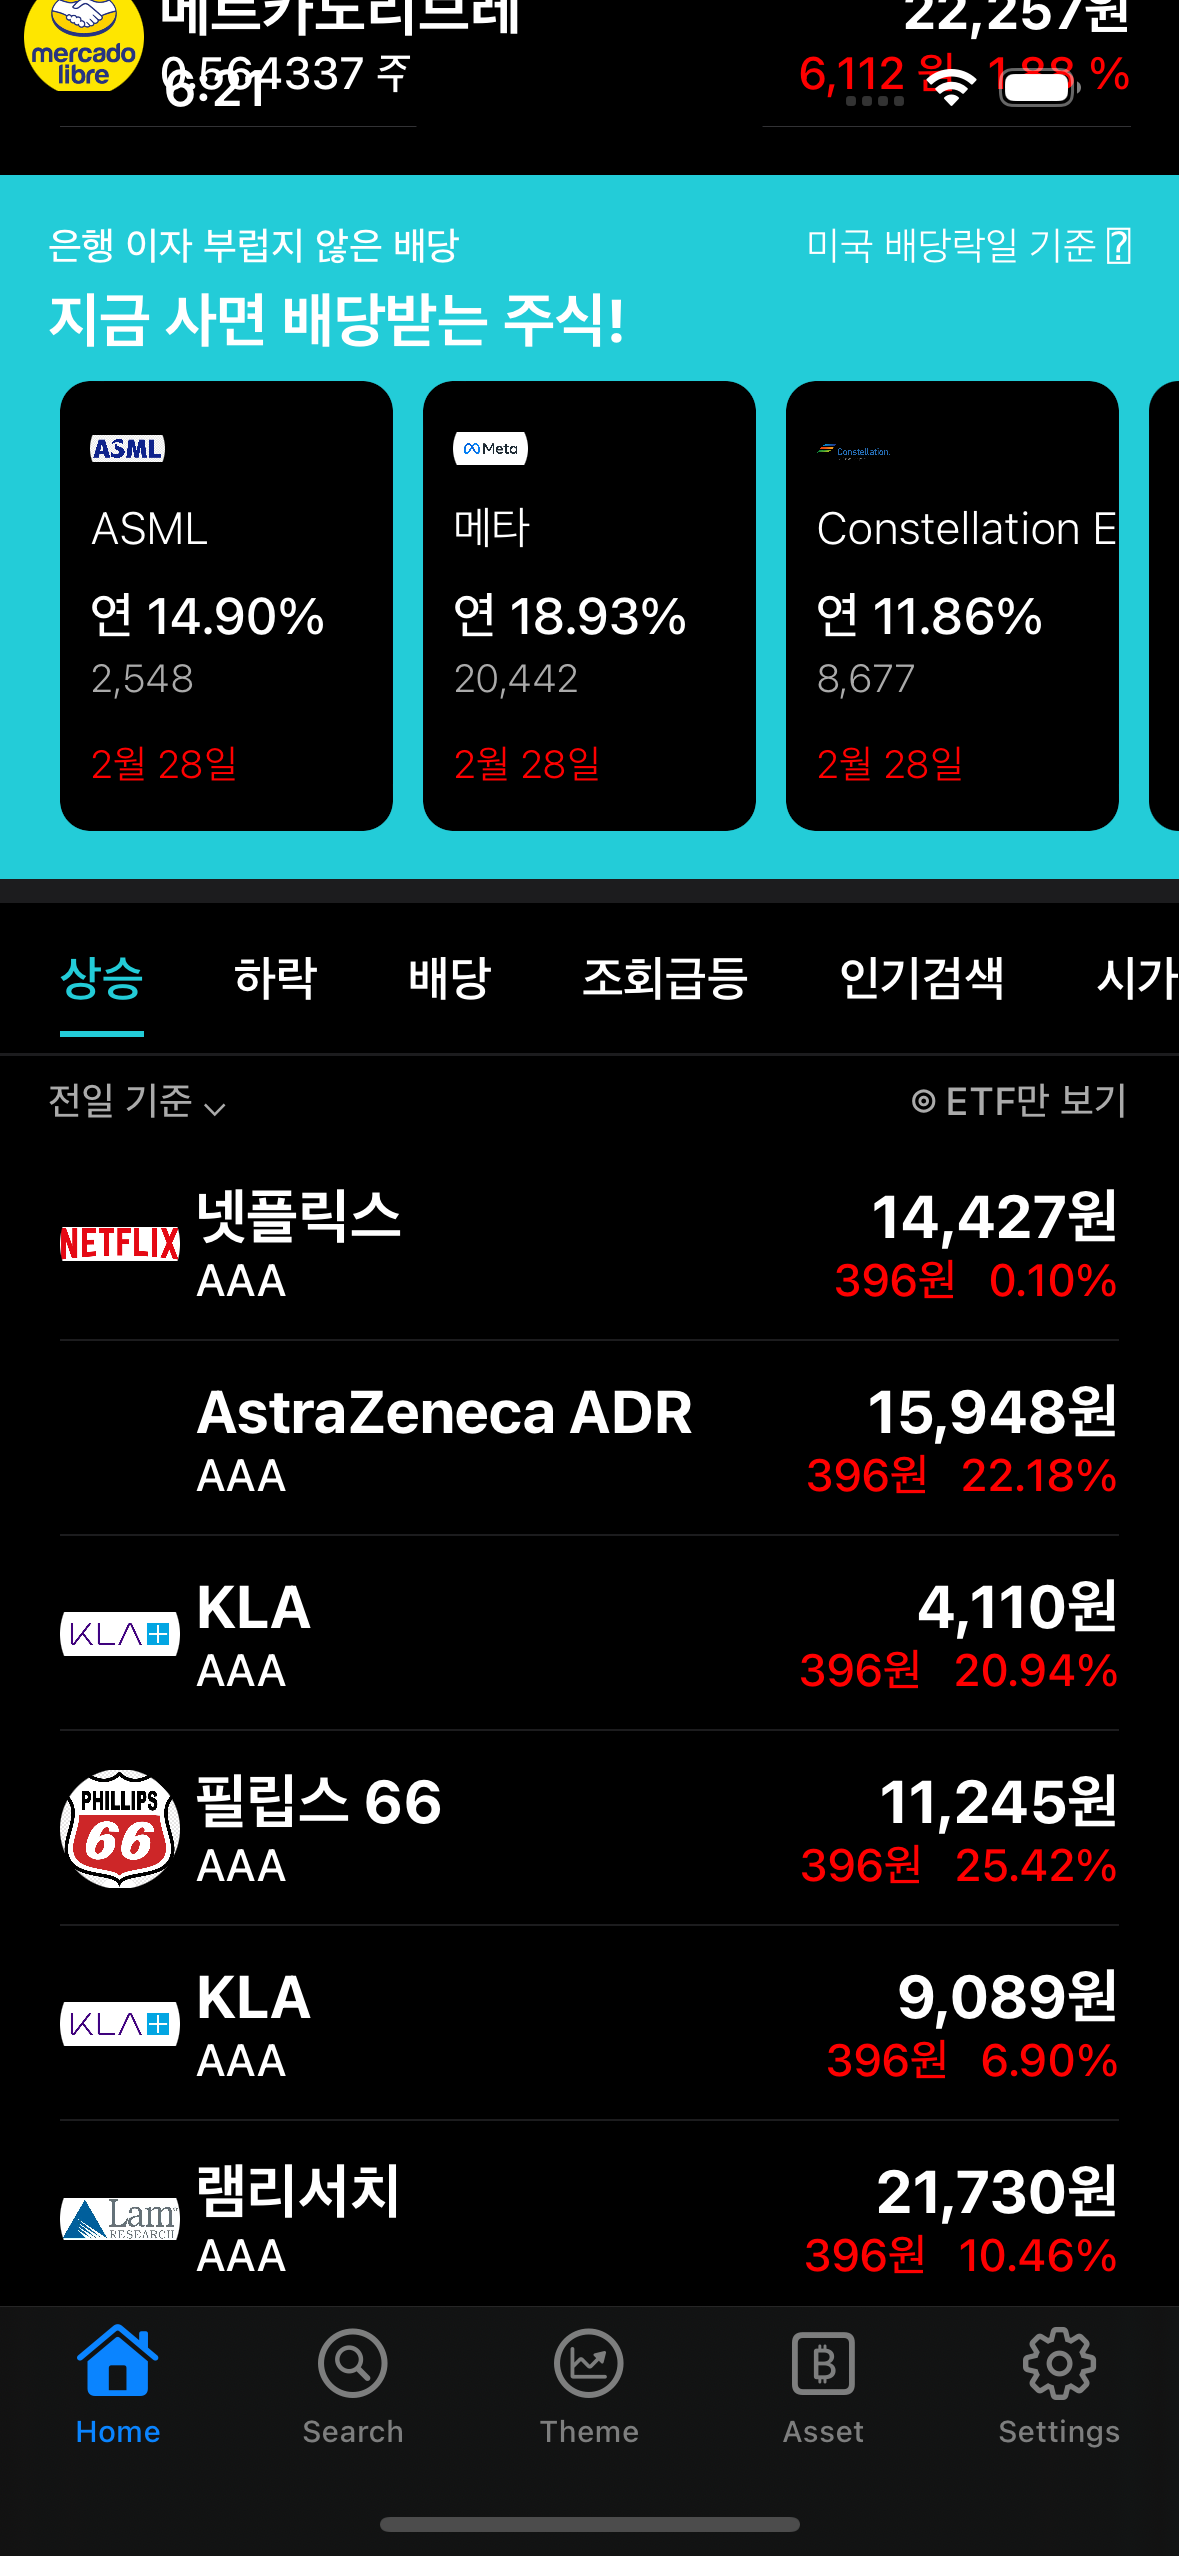 메르카도리브레
22,257원
mercado
libre
0.564337 주
6,112 원 1.88 %
6:21
은행 이자 부럽지 않은 배당
미국 배당락일 기준
지금 사면 배당받는 주식!
ASML
Meta
Constellation.
ASML
메타
Constellation E
연 14.90%
연 18.93%
연 11.86%
2,548
20,442
8,677
2월 28일
2월 28일
2월 28일
상승
하락
배당
조회급등
인기검색
시가
전일 기준
ETF만 보기
NETFLIX
넷플릭스
14,427원
AAA
396원 0.10%
AstraZeneca ADR
15,948원
AAA
396원 22.18%
KLA
KLA
4,110원
AAA
396원 20.94%
PHILLIPS
66
필립스 66
11,245원
AAA
396원 25.42%
KLA
KLA
9,089원
AAA
396원 6.90%
Lam
RESEARCH
램리서치
21,730원
AAA
396원 10.46%
Home
Search
Theme
Asset
Settings